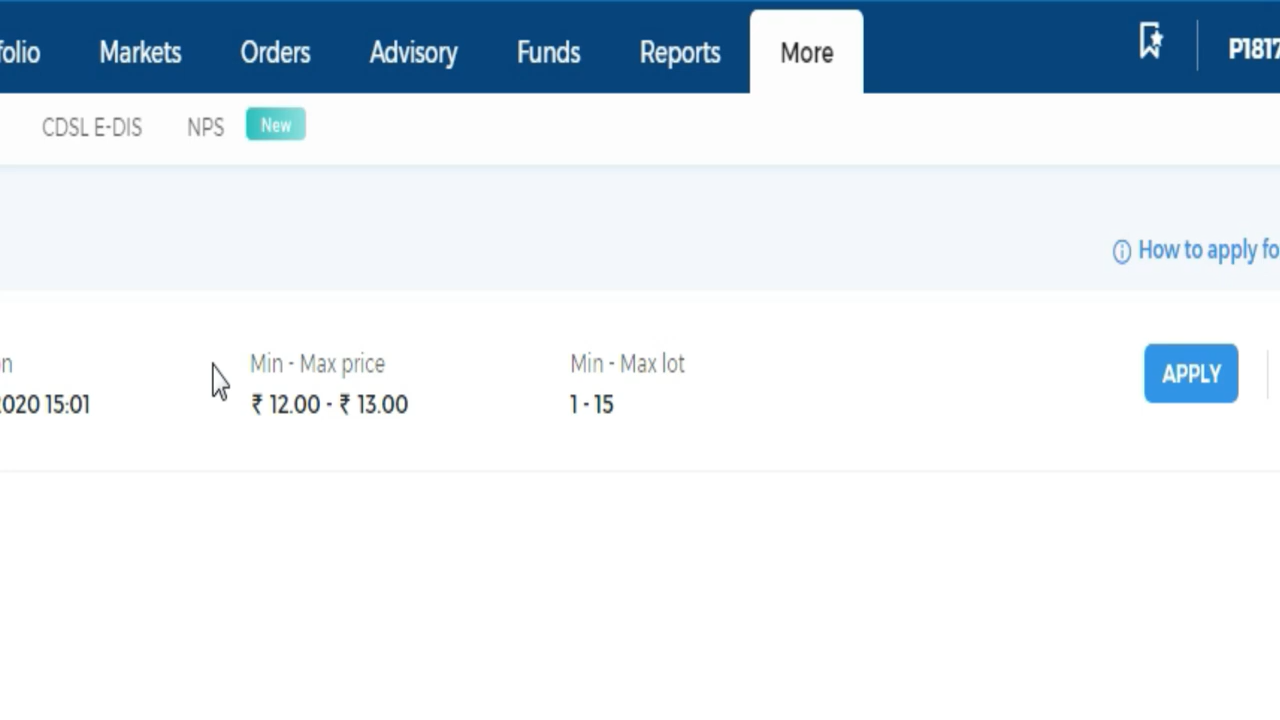 folio Markets Orders Advisory Funds Reports More P1817
CDSL E-DIS NPS New
How to apply fo
n Min - Max price Min - Max lot APPLY
2020 15:01 ₹ 12.00 - ₹ 13.00 1 - 15